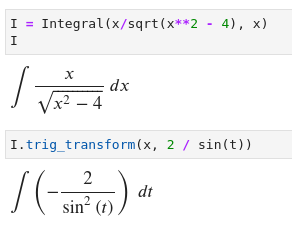 I = Integral(x/sqrt(x**2 - 4), x)
I
∫ x/√(x² − 4) dx
I.trig_transform(x, 2 / sin(t))
∫ (−2/sin² (t)) dt